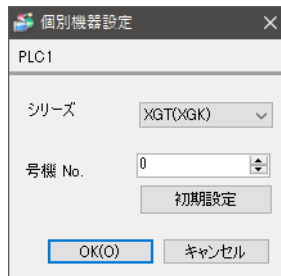 個別機器設定
PLC1
シリーズ
XGT(XGK)
号機 No.
0
初期設定
OK(O)
キャンセル